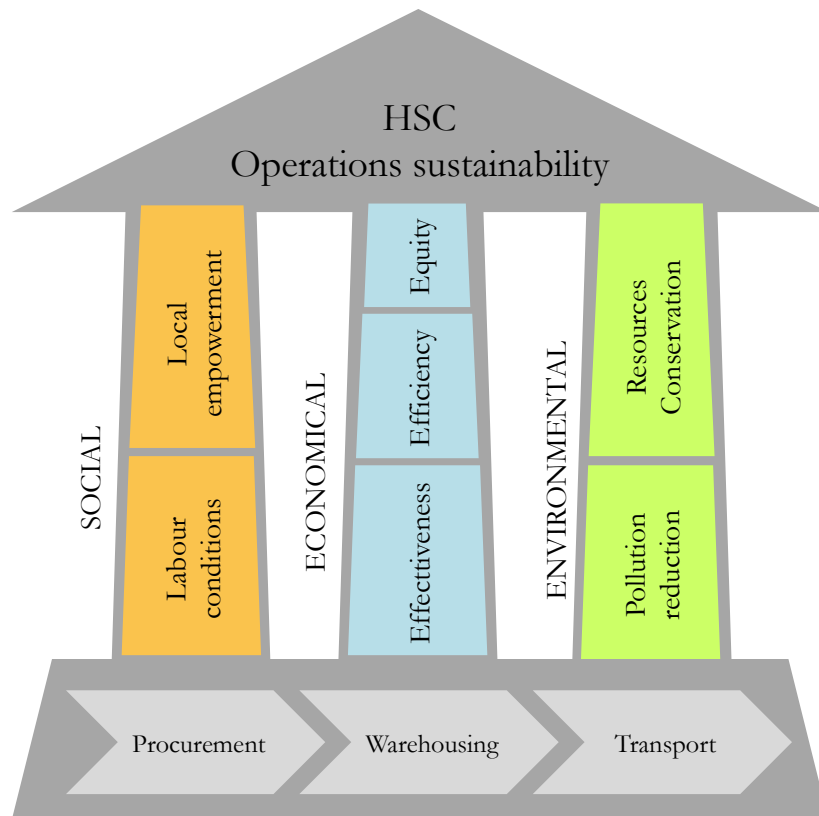 HSC
Operations sustainability
SOCIAL
Local
empowerment
Labour
conditions
ECONOMICAL
Equity
Efficiency
Effectiveness
ENVIRONMENTAL
Resources
Conservation
Pollution
reduction
Procurement
Warehousing
Transport